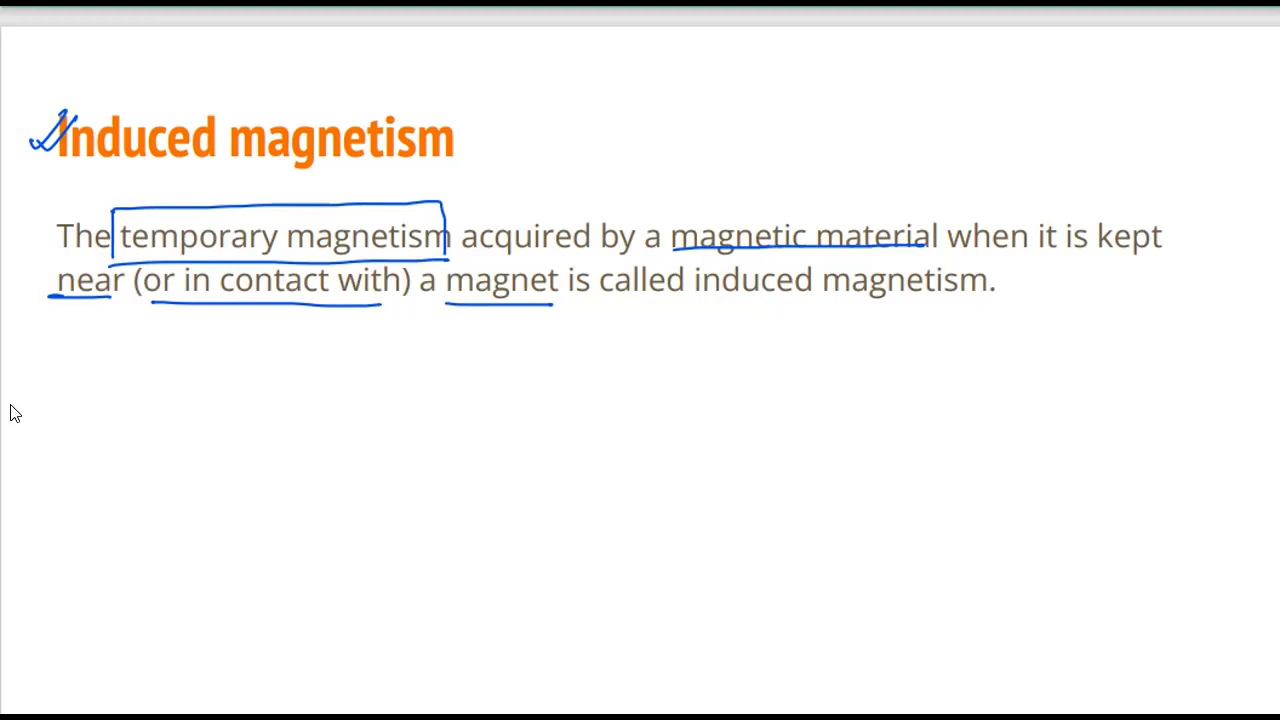 Induced magnetism
The temporary magnetism acquired by a magnetic material when it is kept
near (or in contact with) a magnet is called induced magnetism.